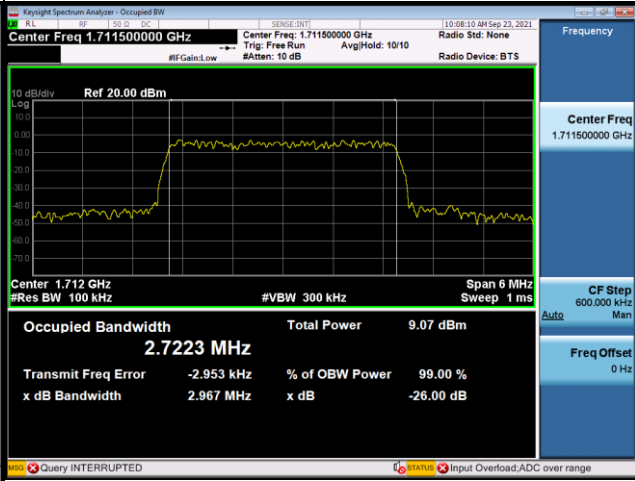 Keysight Spectrum Analyzer - Occupied BW
RL RF 50 Ω DC SENSE:INT 10:08:10 AM Sep 23, 2021
Center Freq 1.711500000 GHz Center Freq: 1.711500000 GHz Radio Std: None
Trig: Free Run Avg|Hold: 10/10
#IFGain:Low #Atten: 10 dB Radio Device: BTS
10 dB/div Ref 20.00 dBm
Log
10.0
0.00
-10.0
-20.0
-30.0
-40.0
-50.0
-60.0
-70.0
Center 1.712 GHz Span 6 MHz
#Res BW 100 kHz #VBW 300 kHz Sweep 1 ms
Occupied Bandwidth Total Power 9.07 dBm
2.7223 MHz
Transmit Freq Error -2.953 kHz % of OBW Power 99.00 %
x dB Bandwidth 2.967 MHz x dB -26.00 dB
Frequency
Center Freq
1.711500000 GHz
CF Step
600.000 kHz
Auto Man
Freq Offset
0 Hz
MSG Query INTERRUPTED STATUS Input Overload;ADC over range